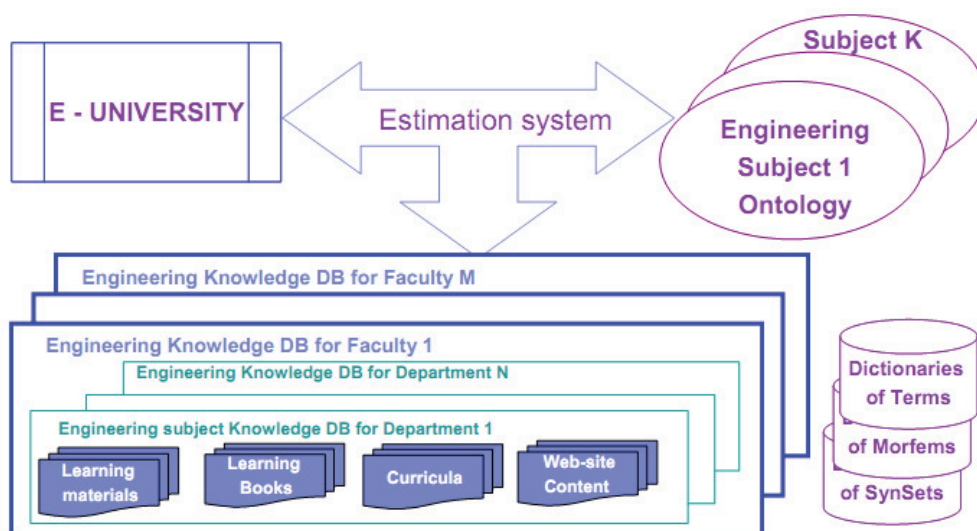 E - UNIVERSITY
Estimation system
Subject K
Engineering
Subject 1
Ontology
Engineering Knowledge DB for Faculty M
Engineering Knowledge DB for Faculty 1
Engineering Knowledge DB for Department N
Engineering subject Knowledge DB for Department 1
Learning
materials
Learning
Books
Curricula
Web-site
Content
Dictionaries
of Terms
of Morfems
of SynSets